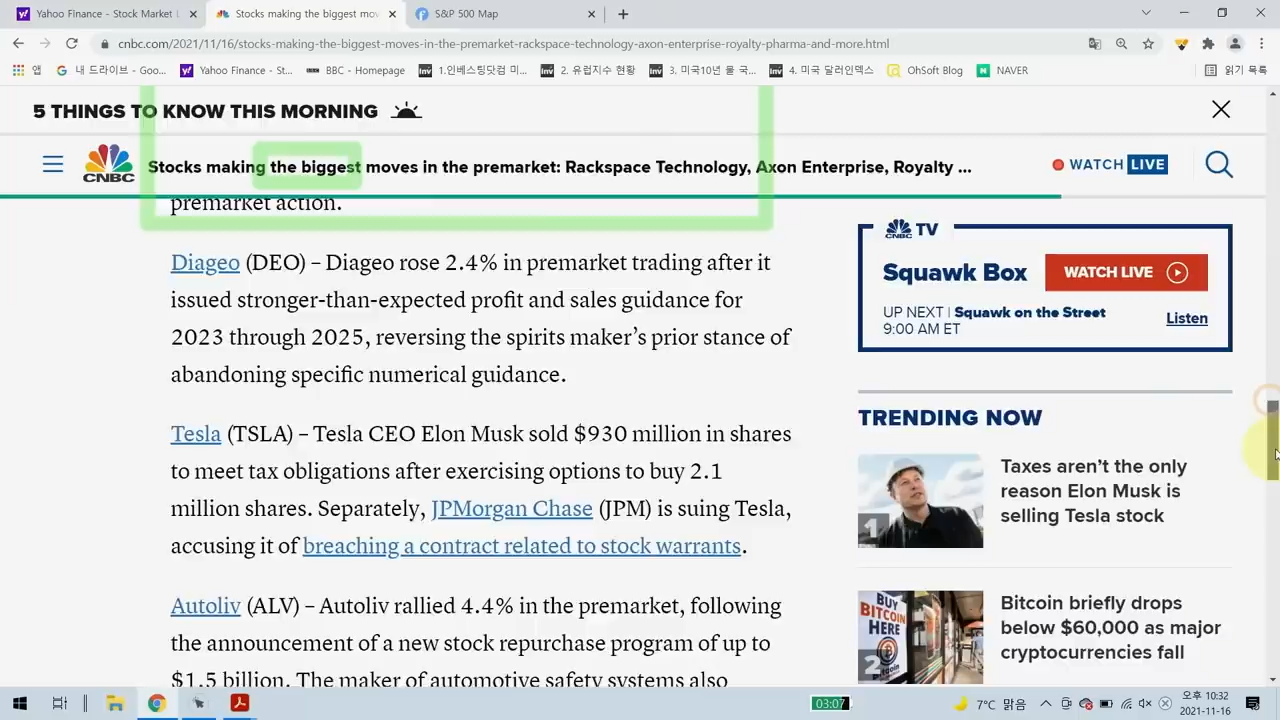 Yahoo Finance - Stock Market L
Stocks making the biggest mov
S&P 500 Map
cnbc.com/2021/11/16/stocks-making-the-biggest-moves-in-the-premarket-rackspace-technology-axon-enterprise-royalty-pharma-and-more.html
앱
내 드라이브 - Goo...
Yahoo Finance - St...
BBC - Homepage
1.인베스팅닷컴 미...
2. 유럽지수 현황
3. 미국10년 물 국...
4. 미국 달러인덱스
OhSoft Blog
NAVER
읽기 목록
5 THINGS TO KNOW THIS MORNING
CNBC
Stocks making the biggest moves in the premarket: Rackspace Technology, Axon Enterprise, Royalty ...
WATCH LIVE
premarket action.
Diageo (DEO) – Diageo rose 2.4% in premarket trading after it
issued stronger-than-expected profit and sales guidance for
2023 through 2025, reversing the spirits maker's prior stance of
abandoning specific numerical guidance.
Tesla (TSLA) – Tesla CEO Elon Musk sold $930 million in shares
to meet tax obligations after exercising options to buy 2.1
million shares. Separately, JPMorgan Chase (JPM) is suing Tesla,
accusing it of breaching a contract related to stock warrants.
Autoliv (ALV) – Autoliv rallied 4.4% in the premarket, following
the announcement of a new stock repurchase program of up to
$1.5 billion. The maker of automotive safety systems also
CNBC TV
Squawk Box
WATCH LIVE
UP NEXT | Squawk on the Street
9:00 AM ET
Listen
TRENDING NOW
1
Taxes aren't the only
reason Elon Musk is
selling Tesla stock
BUY
BITCOIN
HERE
2
Bitcoin briefly drops
below $60,000 as major
cryptocurrencies fall
03:07
7°C 맑음
오후 10:32
2021-11-16